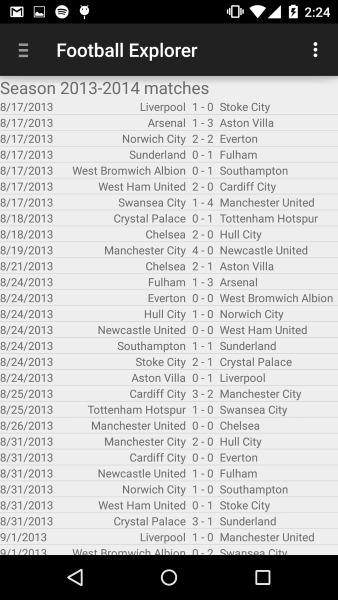 2:24
Football Explorer
Season 2013-2014 matches
8/17/2013 Liverpool 1 - 0 Stoke City
8/17/2013 Arsenal 1 - 3 Aston Villa
8/17/2013 Norwich City 2 - 2 Everton
8/17/2013 Sunderland 0 - 1 Fulham
8/17/2013 West Bromwich Albion 0 - 1 Southampton
8/17/2013 West Ham United 2 - 0 Cardiff City
8/17/2013 Swansea City 1 - 4 Manchester United
8/18/2013 Crystal Palace 0 - 1 Tottenham Hotspur
8/18/2013 Chelsea 2 - 0 Hull City
8/19/2013 Manchester City 4 - 0 Newcastle United
8/21/2013 Chelsea 2 - 1 Aston Villa
8/24/2013 Fulham 1 - 3 Arsenal
8/24/2013 Everton 0 - 0 West Bromwich Albion
8/24/2013 Hull City 1 - 0 Norwich City
8/24/2013 Newcastle United 0 - 0 West Ham United
8/24/2013 Southampton 1 - 1 Sunderland
8/24/2013 Stoke City 2 - 1 Crystal Palace
8/24/2013 Aston Villa 0 - 1 Liverpool
8/25/2013 Cardiff City 3 - 2 Manchester City
8/25/2013 Tottenham Hotspur 1 - 0 Swansea City
8/26/2013 Manchester United 0 - 0 Chelsea
8/31/2013 Manchester City 2 - 0 Hull City
8/31/2013 Cardiff City 0 - 0 Everton
8/31/2013 Newcastle United 1 - 0 Fulham
8/31/2013 Norwich City 1 - 0 Southampton
8/31/2013 West Ham United 0 - 1 Stoke City
8/31/2013 Crystal Palace 3 - 1 Sunderland
9/1/2013 Liverpool 1 - 0 Manchester United
9/1/2013 West Bromwich Albion 0 - 2 Swansea City